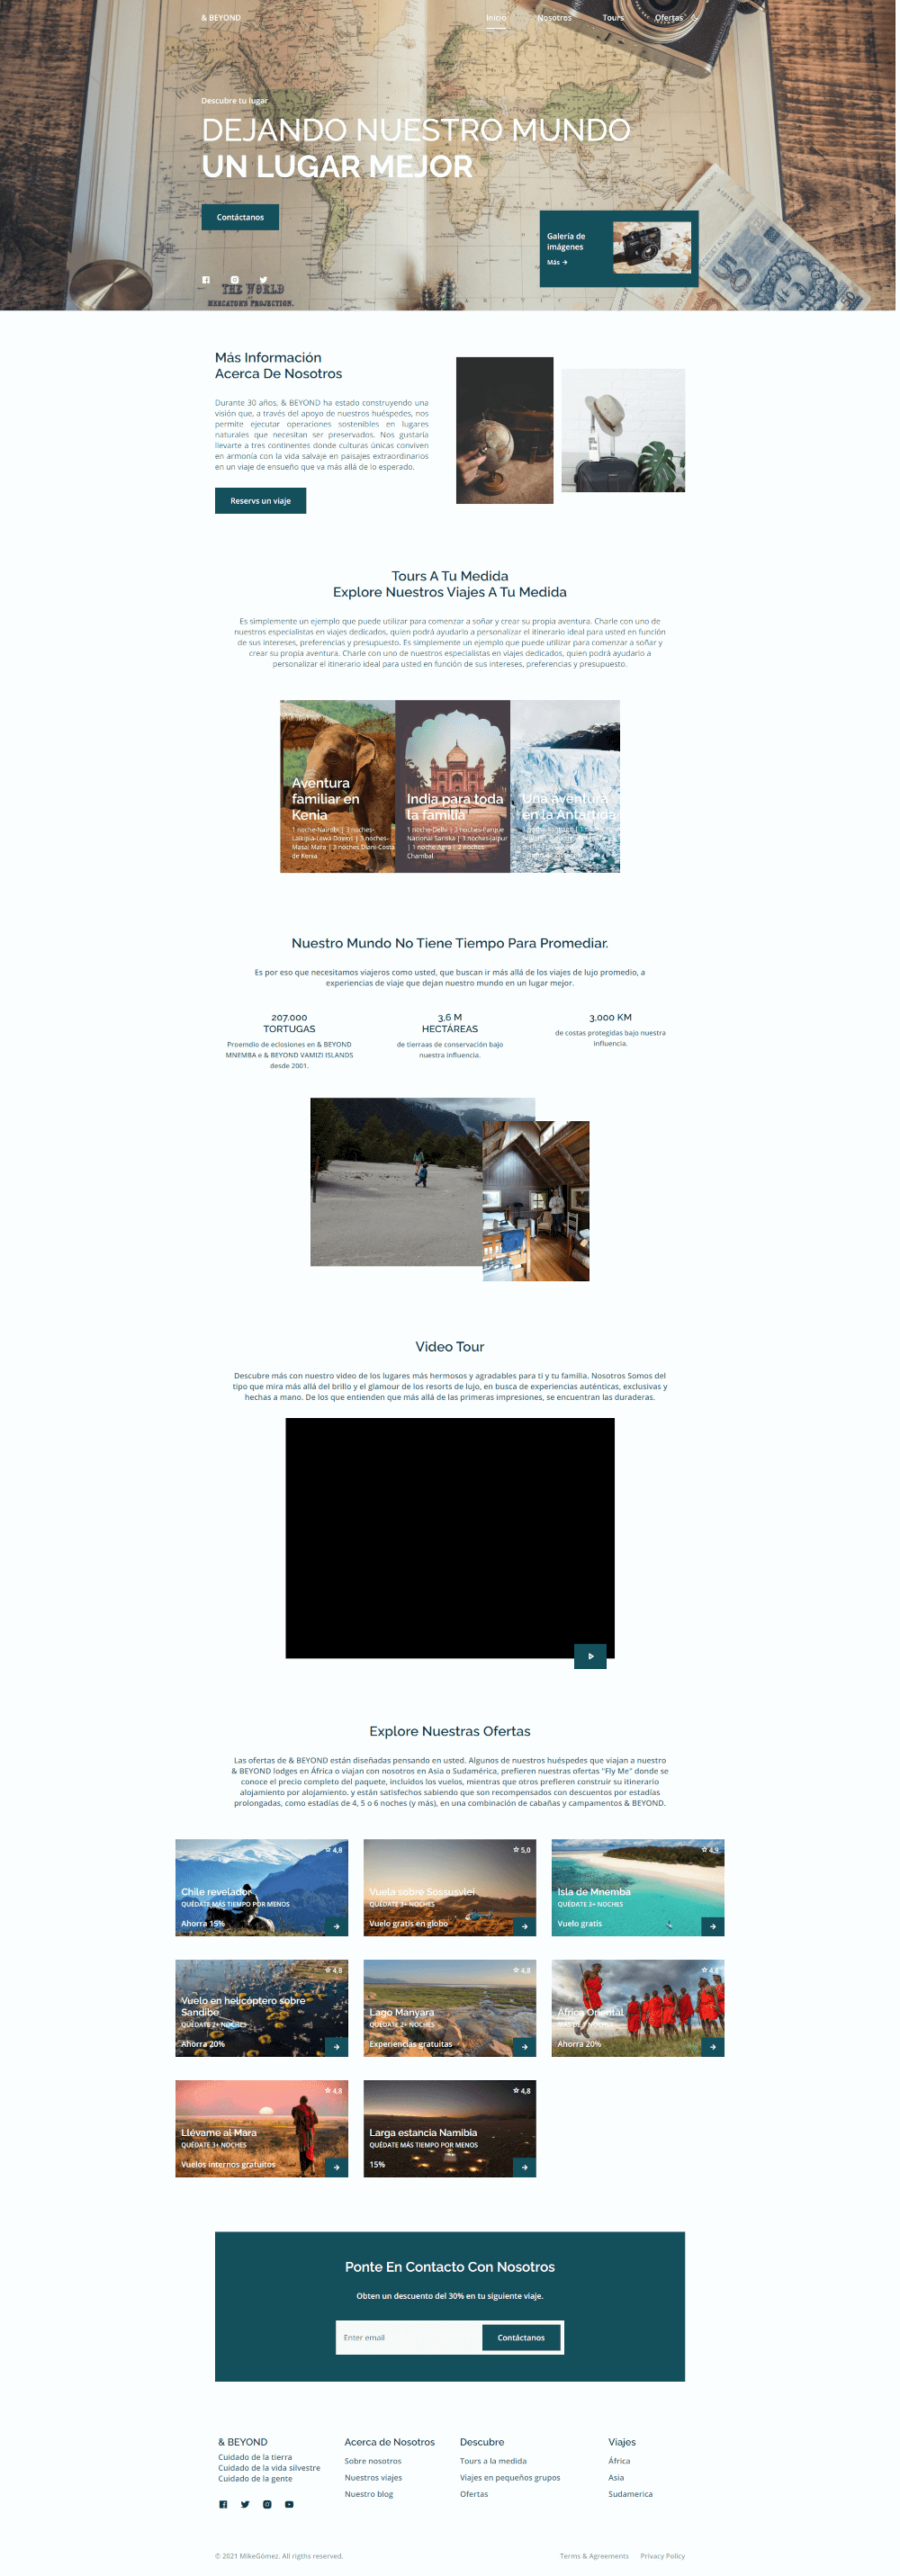 & BEYOND
Inicio
Nosotros
Tours
Ofertas
Descubre tu lugar
DEJANDO NUESTRO MUNDO
UN LUGAR MEJOR
Contáctanos
Galería de
imágenes
Más →
THE WORLD
MERCATOR'S PROJECTION.
50
Más Información
Acerca De Nosotros
Durante 30 años, & BEYOND ha estado construyendo una
visión que, a través del apoyo de nuestros huéspedes, nos
permite ejecutar operaciones sostenibles en lugares
naturales que necesitan ser preservados. Nos gustaría
llevarte a tres continentes donde culturas únicas conviven
en armonía con la vida salvaje en paisajes extraordinarios
en un viaje de ensueño que va más allá de lo esperado.
Reservs un viaje
Tours A Tu Medida
Explore Nuestros Viajes A Tu Medida
Es simplemente un ejemplo que puede utilizar para comenzar a soñar y crear su propia aventura. Charle con uno de
nuestros especialistas en viajes dedicados, quien podrá ayudarlo a personalizar el itinerario ideal para usted en función
de sus intereses, preferencias y presupuesto. Es simplemente un ejemplo que puede utilizar para comenzar a soñar y
crear su propia aventura. Charle con uno de nuestros especialistas en viajes dedicados, quien podrá ayudarlo a
personalizar el itinerario ideal para usted en función de sus intereses, preferencias y presupuesto.
Aventura
familiar en
Kenia
1 noche-Nairobi | 3 noches-
Laikipia-Lewa Downs | 3 noches-
Masai Mara | 3 noches Diani-Costa
de Kenia
India para toda
la familia
1 noche-Delhi | 3 noches-Parque
Nacional Sariska | 3 noches-Jaipur
| 1 noche-Agra | 2 noches-
Chambal
Una aventura
en la Antártida
Nuestro Mundo No Tiene Tiempo Para Promediar.
Es por eso que necesitamos viajeros como usted, que buscan ir más allá de los viajes de lujo promedio, a
experiencias de viaje que dejan nuestro mundo en un lugar mejor.
207.000
TORTUGAS
Proemdio de eclosiones en & BEYOND
MNEMBA e & BEYOND VAMIZI ISLANDS
desde 2001.
3,6 M
HECTÁREAS
de tierraas de conservación bajo
nuestra influencia.
3,000 KM
de costas protegidas bajo nuestra
influencia.
Video Tour
Descubre más con nuestro video de los lugares más hermosos y agradables para ti y tu familia. Nosotros Somos del
tipo que mira más allá del brillo y el glamour de los resorts de lujo, en busca de experiencias auténticas, exclusivas y
hechas a mano. De los que entienden que más allá de las primeras impresiones, se encuentran las duraderas.
Explore Nuestras Ofertas
Las ofertas de & BEYOND están diseñadas pensando en usted. Algunos de nuestros huéspedes que viajan a nuestro
& BEYOND lodges en África o viajan con nosotros en Asia o Sudamérica, prefieren nuestras ofertas "Fly Me" donde se
conoce el precio completo del paquete, incluidos los vuelos, mientras que otros prefieren construir su itinerario
alojamiento por alojamiento. y están satisfechos sabiendo que son recompensados con descuentos por estadías
prolongadas, como estadías de 4, 5 o 6 noches (y más), en una combinación de cabañas y campamentos & BEYOND.
4,8
Chile revelador
QUÉDATE MÁS TIEMPO POR MENOS
Ahorra 15%
5,0
Vuela sobre Sossusvlei
QUÉDATE 3+ NOCHES
Vuelo gratis en globo
4,9
Isla de Mnemba
QUÉDATE 3+ NOCHES
Vuelo gratis
4,8
Vuelo en helicóptero sobre
Sandibe
QUÉDATE 2+ NOCHES
Ahorra 20%
4,8
Lago Manyara
QUÉDATE 2+ NOCHES
Experiencias gratuitas
4,8
África Oriental
Ahorra 20%
4,8
Llévame al Mara
QUÉDATE 3+ NOCHES
Vuelos internos gratuitos
4,8
Larga estancia Namibia
QUÉDATE MÁS TIEMPO POR MENOS
15%
Ponte En Contacto Con Nosotros
Obten un descuento del 30% en tu siguiente viaje.
Enter email
Contáctanos
& BEYOND
Cuidado de la tierra
Cuidado de la vida silvestre
Cuidado de la gente
Acerca de Nosotros
Sobre nosotros
Nuestros viajes
Nuestro blog
Descubre
Tours a la medida
Viajes en pequeños grupos
Ofertas
Viajes
África
Asia
Sudamerica
© 2021 MikeGómez. All rigths reserved.
Terms & Agreements
Privacy Policy